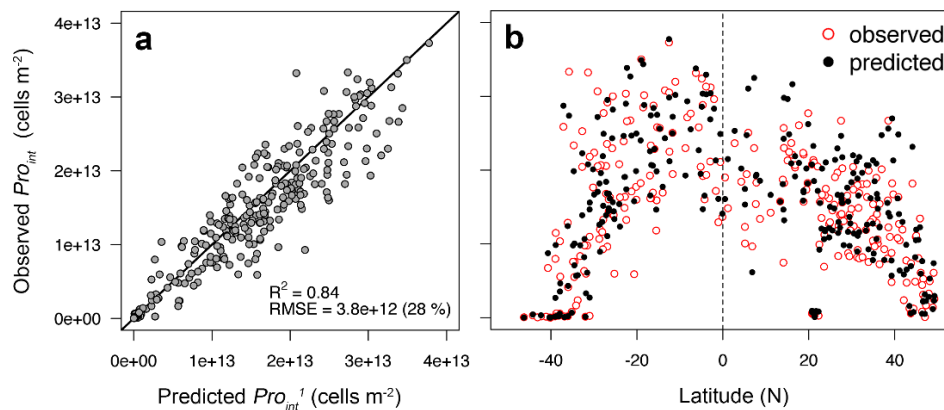 a
Observed Pro_int (cells m-2)
4e+13
3e+13
2e+13
1e+13
0e+00
R2 = 0.84
RMSE = 3.8e+12 (28 %)
0e+00 1e+13 2e+13 3e+13 4e+13
Predicted Pro_int1 (cells m-2)
b
observed
predicted
-40 -20 0 20 40
Latitude (N)